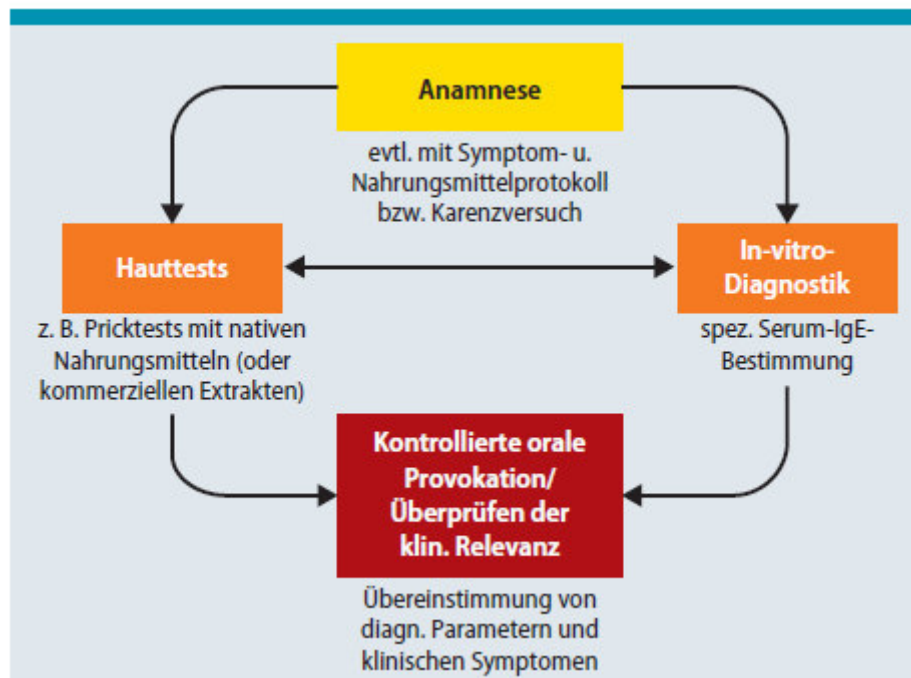 Anamnese
evtl. mit Symptom- u.
Nahrungsmittelprotokoll
bzw. Karenzversuch
Hauttests
z. B. Pricktests mit nativen
Nahrungsmitteln (oder
kommerziellen Extrakten)
In-vitro-
Diagnostik
spez. Serum-IgE-
Bestimmung
Kontrollierte orale
Provokation/
Überprüfen der
klin. Relevanz
Übereinstimmung von
diagn. Parametern und
klinischen Symptomen